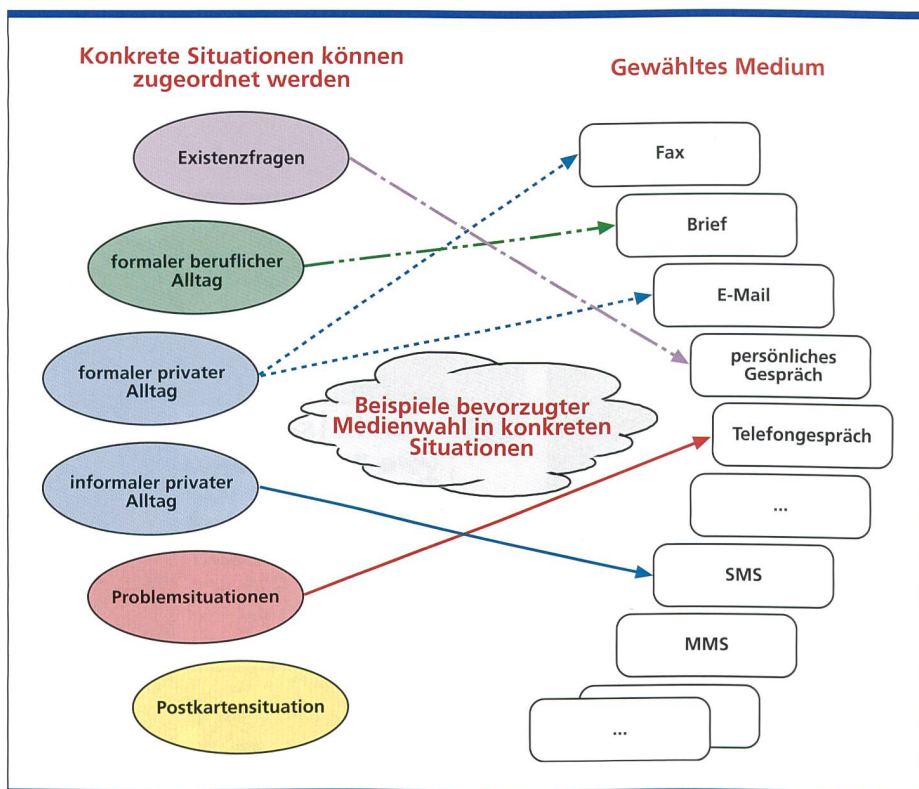 Konkrete Situationen können
zugeordnet werden
Gewähltes Medium
Existenzfragen
formaler beruflicher
Alltag
formaler privater
Alltag
informaler privater
Alltag
Problemsituationen
Postkartensituation
Beispiele bevorzugter
Medienwahl in konkreten
Situationen
Fax
Brief
E-Mail
persönliches
Gespräch
Telefongespräch
...
SMS
MMS
...